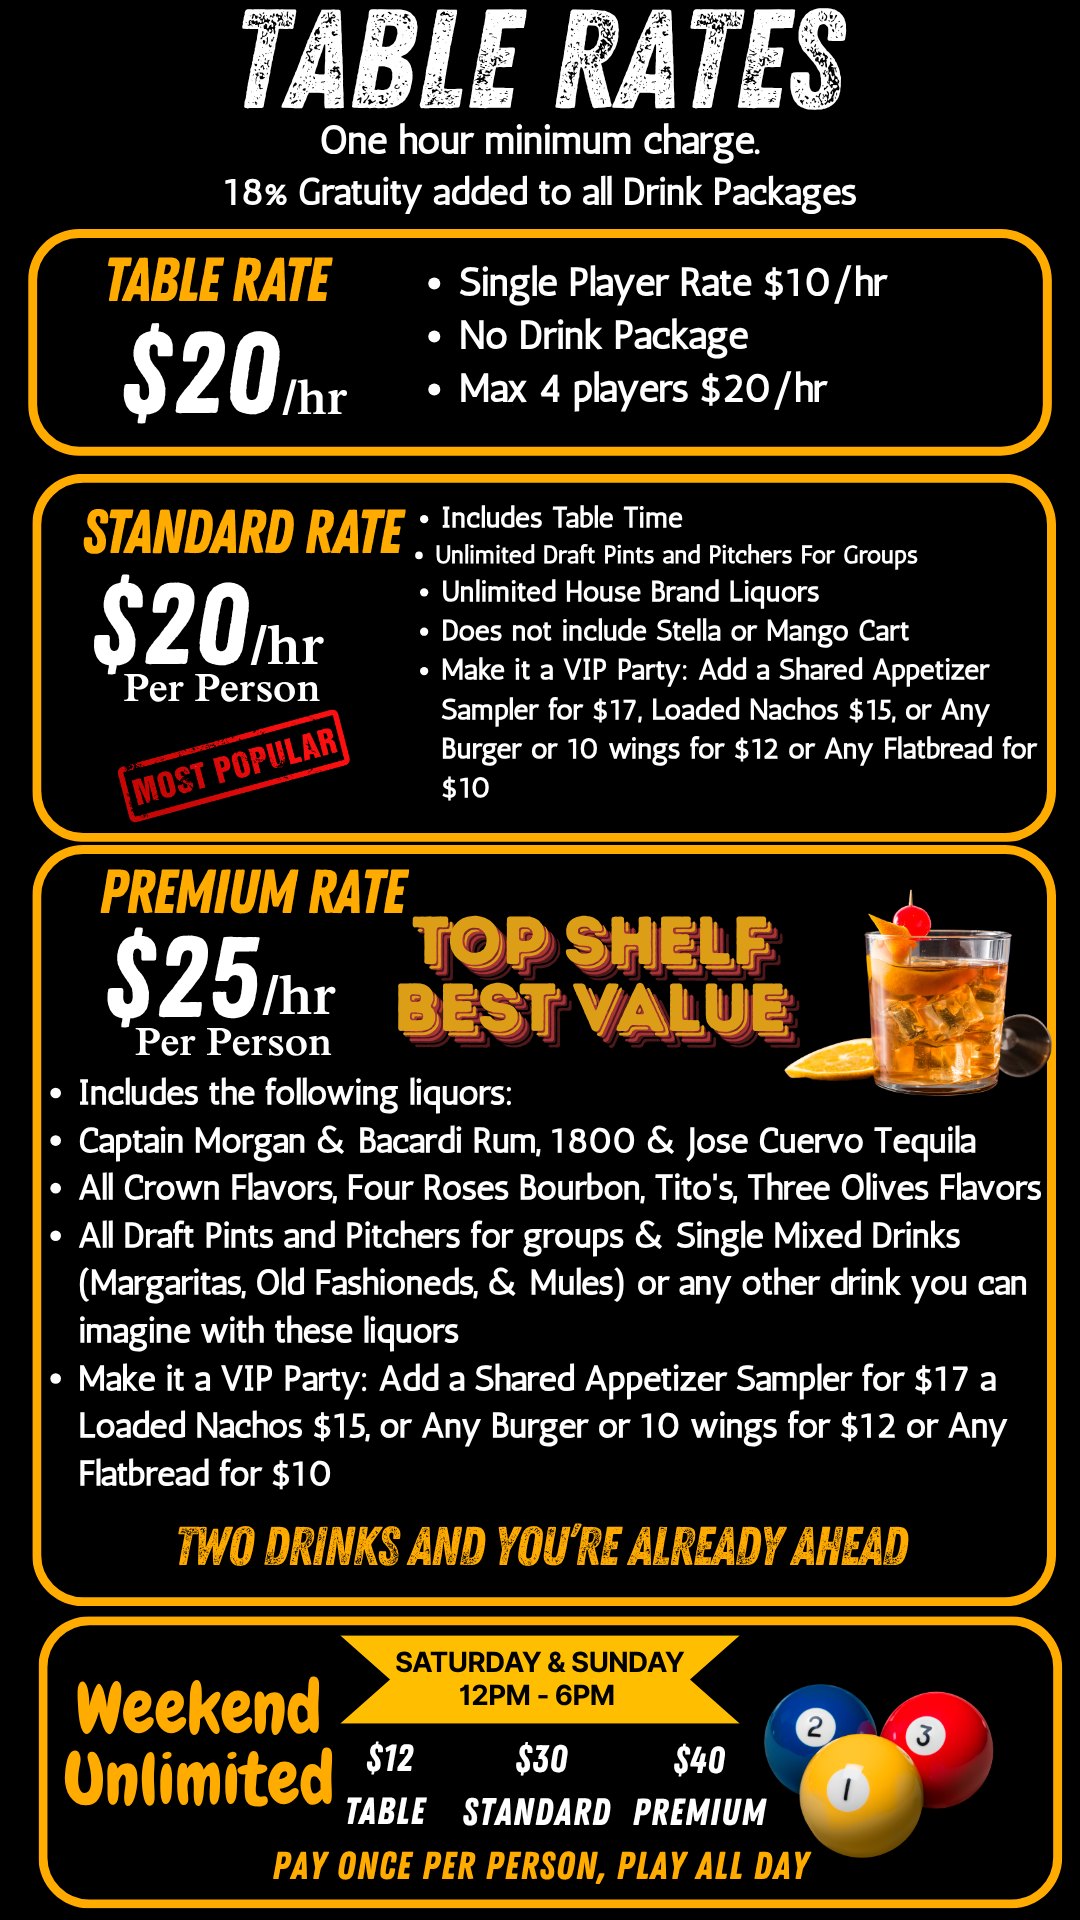 TABLE RATES
One hour minimum charge.
18% Gratuity added to all Drink Packages
TABLE RATE
$20/hr
• Single Player Rate $10/hr
• No Drink Package
• Max 4 players $20/hr
STANDARD RATE
$20/hr
Per Person
MOST POPULAR
• Includes Table Time
• Unlimited Draft Pints and Pitchers For Groups
• Unlimited House Brand Liquors
• Does not include Stella or Mango Cart
• Make it a VIP Party: Add a Shared Appetizer
Sampler for $17, Loaded Nachos $15, or Any
Burger or 10 wings for $12 or Any Flatbread for
$10
PREMIUM RATE
$25/hr
Per Person
TOP SHELF
BEST VALUE
• Includes the following liquors:
• Captain Morgan & Bacardi Rum, 1800 & Jose Cuervo Tequila
• All Crown Flavors, Four Roses Bourbon, Tito's, Three Olives Flavors
• All Draft Pints and Pitchers for groups & Single Mixed Drinks
(Margaritas, Old Fashioneds, & Mules) or any other drink you can
imagine with these liquors
• Make it a VIP Party: Add a Shared Appetizer Sampler for $17 a
Loaded Nachos $15, or Any Burger or 10 wings for $12 or Any
Flatbread for $10
TWO DRINKS AND YOU'RE ALREADY AHEAD
Weekend
Unlimited
SATURDAY & SUNDAY
12PM - 6PM
$12 $30 $40
TABLE STANDARD PREMIUM
PAY ONCE PER PERSON, PLAY ALL DAY
2
3
1